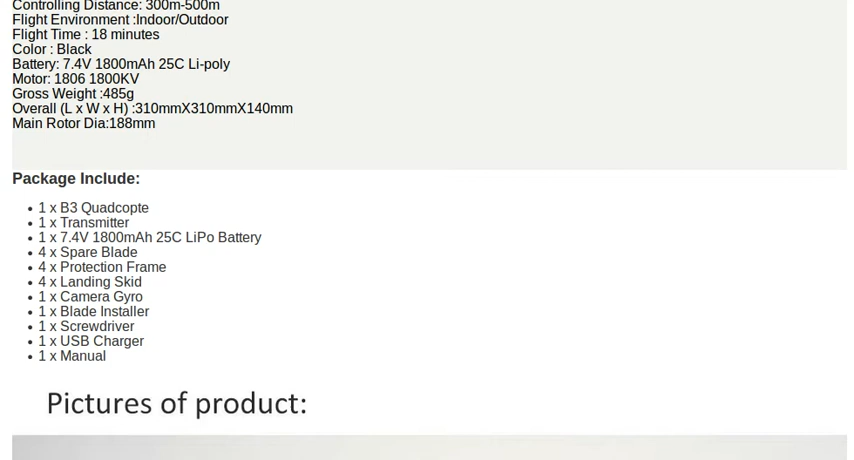 Controlling Distance: 300m-500m
Flight Environment :Indoor/Outdoor
Flight Time : 18 minutes
Color : Black
Battery: 7.4V 1800mAh 25C Li-poly
Motor: 1806 1800KV
Gross Weight :485g
Overall (L x W x H) :310mmX310mmX140mm
Main Rotor Dia:188mm
Package Include:
• 1 x B3 Quadcopte
• 1 x Transmitter
• 1 x 7.4V 1800mAh 25C LiPo Battery
• 4 x Spare Blade
• 4 x Protection Frame
• 4 x Landing Skid
• 1 x Camera Gyro
• 1 x Blade Installer
• 1 x Screwdriver
• 1 x USB Charger
• 1 x Manual
Pictures of product: